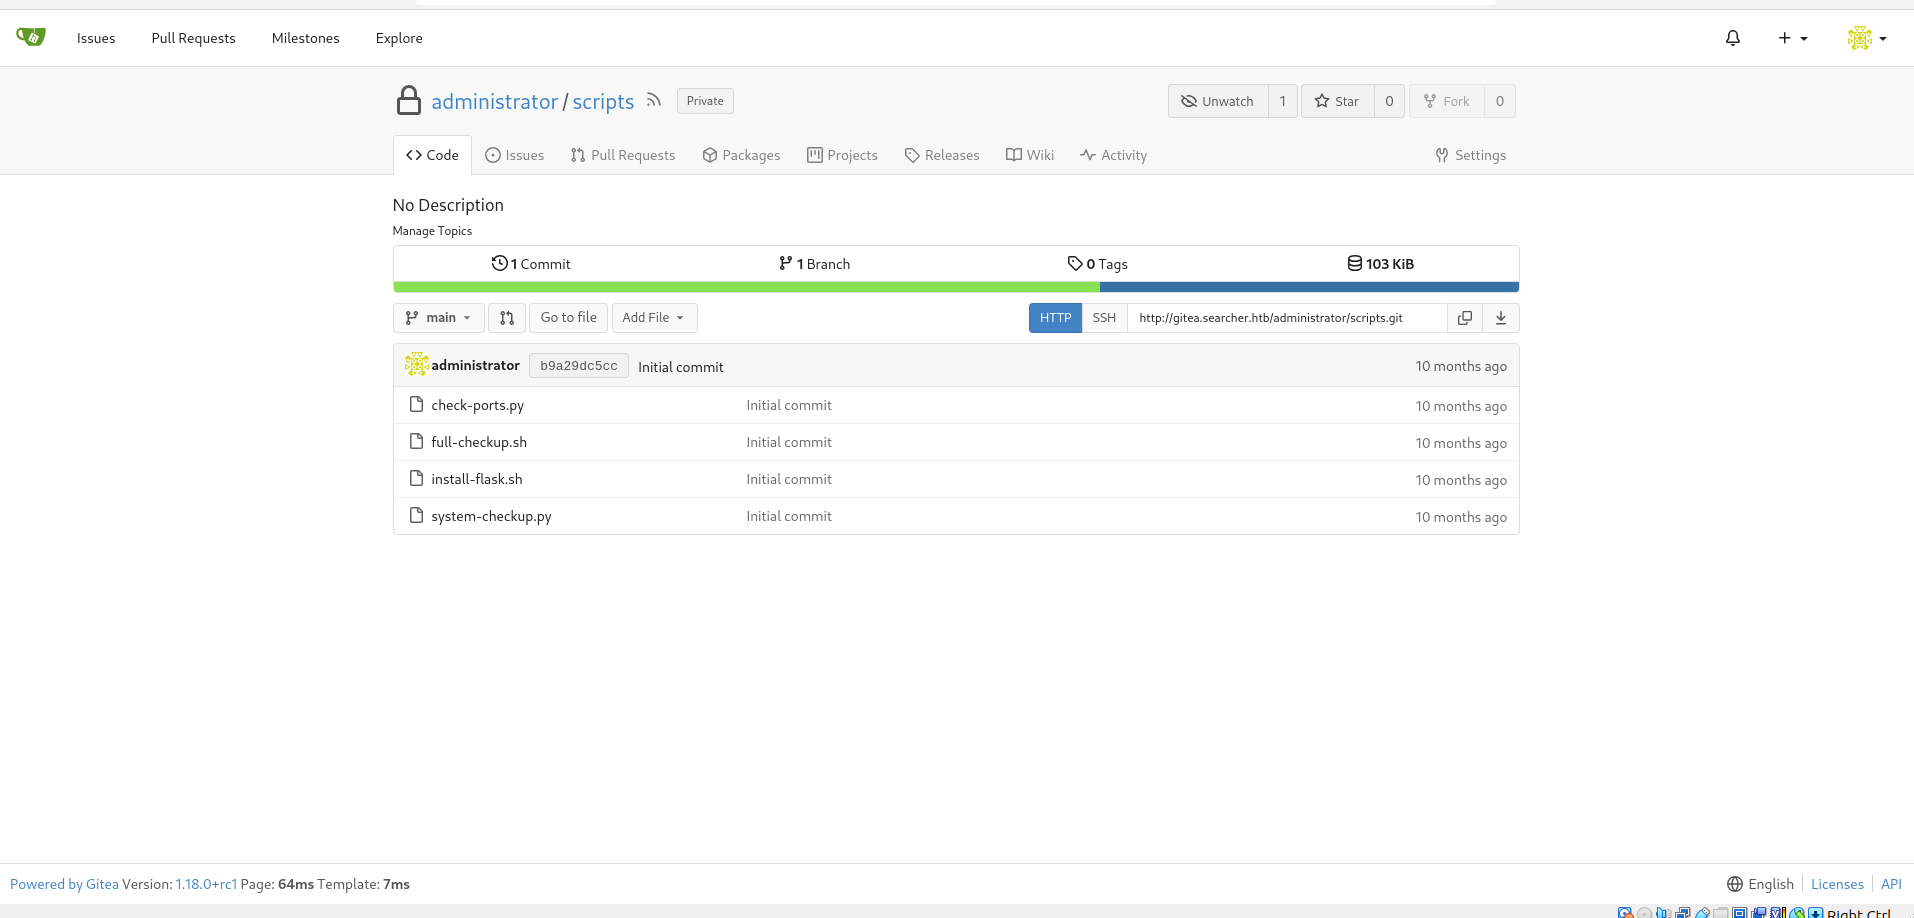 Issues Pull Requests Milestones Explore
administrator / scripts Private Unwatch 1 Star 0 Fork 0
Code Issues Pull Requests Packages Projects Releases Wiki Activity Settings
No Description
Manage Topics
1 Commit 1 Branch 0 Tags 103 KiB
main Go to file Add File HTTP SSH http://gitea.searcher.htb/administrator/scripts.git
administrator b9a29dc5cc Initial commit 10 months ago
check-ports.py Initial commit 10 months ago
full-checkup.sh Initial commit 10 months ago
install-flask.sh Initial commit 10 months ago
system-checkup.py Initial commit 10 months ago
Powered by Gitea Version: 1.18.0+rc1 Page: 64ms Template: 7ms English Licenses API
Right Ctrl